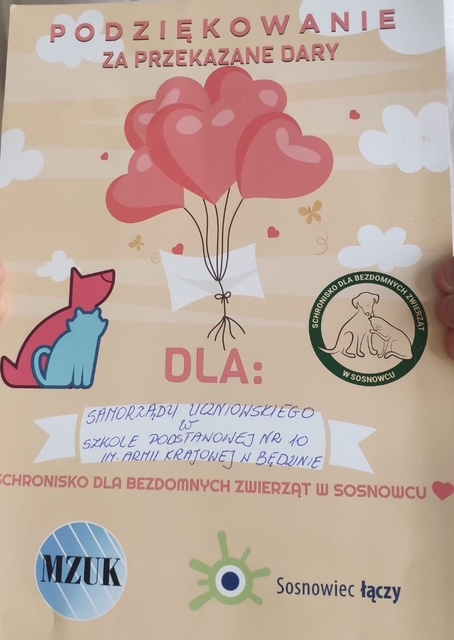 PODZIĘKOWANIE
ZA PRZEKAZANE DARY
SCHRONISKO DLA BEZDOMNYCH ZWIERZĄT
W SOSNOWCU
DLA:
SAMORZĄDU UCZNIOWSKIEGO
W
SZKOLE PODSTAWOWEJ NR 10
IM. ARMII KRAJOWEJ W BĘDZINIE
SCHRONISKO DLA BEZDOMNYCH ZWIERZĄT W SOSNOWCU
MZUK
Sosnowiec łączy